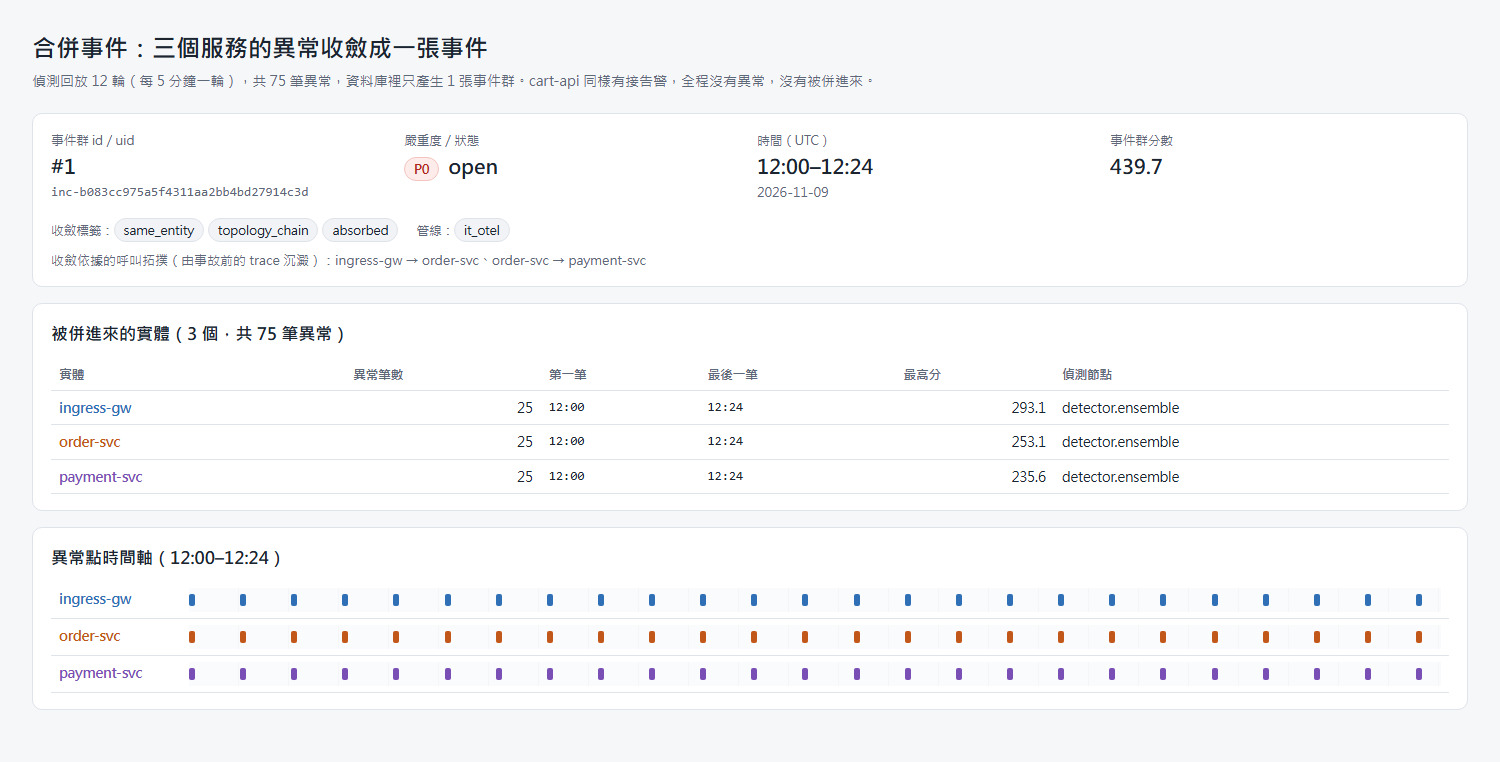 合併事件：三個服務的異常收斂成一張事件
偵測回放 12 輪（每 5 分鐘一輪），共 75 筆異常，資料庫裡只產生 1 張事件群。cart-api 同樣有接告警，全程沒有異常，沒有被併進來。
事件群 id / uid 嚴重度 / 狀態 時間（UTC） 事件群分數
#1 P0 open 12:00–12:24 439.7
inc-b083cc975a5f4311aa2bb4bd27914c3d 2026-11-09
收斂標籤： same_entity topology_chain absorbed 管線： it_otel
收斂依據的呼叫拓撲（由事故前的 trace 沉澱）：ingress-gw → order-svc、order-svc → payment-svc
被併進來的實體（3 個．共 75 筆異常）
實體 異常筆數 第一筆 最後一筆 最高分 偵測節點
ingress-gw 25 12:00 12:24 293.1 detector.ensemble
order-svc 25 12:00 12:24 253.1 detector.ensemble
payment-svc 25 12:00 12:24 235.6 detector.ensemble
異常點時間軸（12:00–12:24）
ingress-gw
order-svc
payment-svc